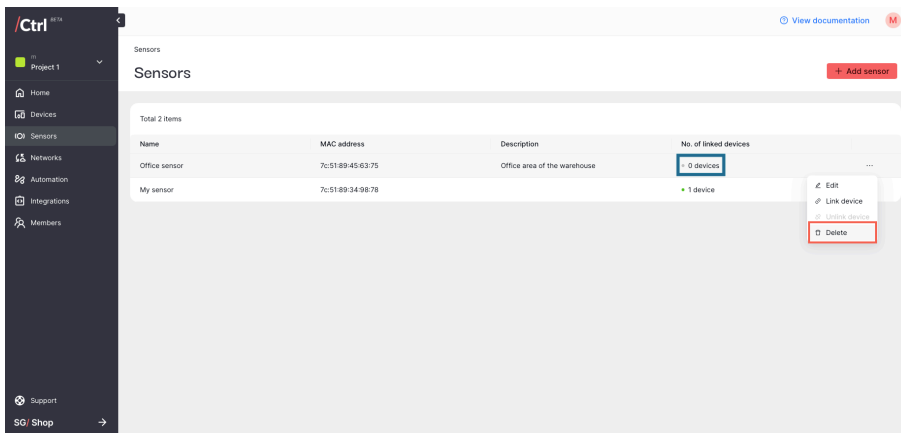 /Ctrl BETA
View documentation
M
m
Project 1
Home
Devices
Sensors
Networks
Automation
Integrations
Members
Support
SG/ Shop
Sensors
Sensors
+ Add sensor
Total 2 items
Name MAC address Description No. of linked devices
Office sensor 7c:51:89:45:63:75 Office area of the warehouse 0 devices ...
My sensor 7c:51:89:34:98:78 1 device
Edit
Link device
Unlink device
Delete